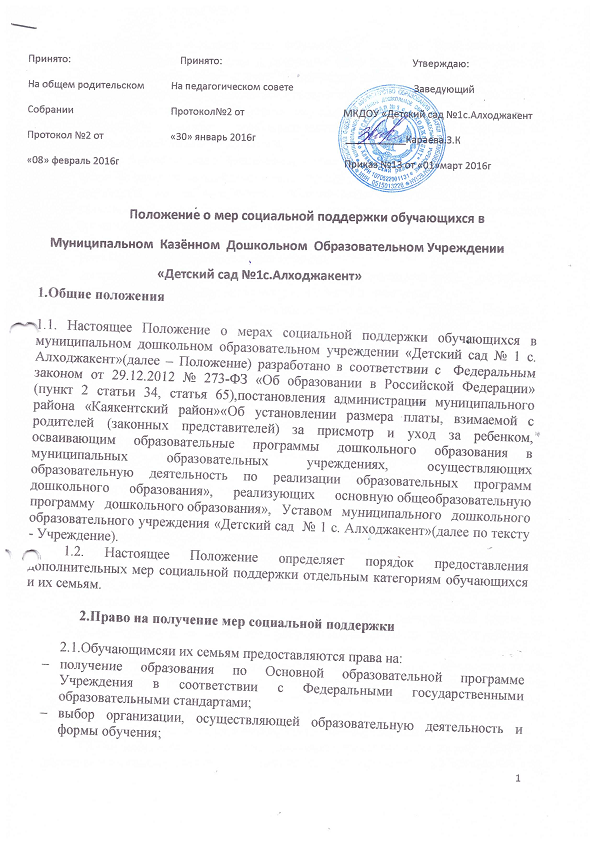 Принято: Принято: Утверждаю:
На общем родительском На педагогическом совете Заведующий
Собрании Протокол№2 от МКДОУ «Детский сад №1с.Алходжакент
Протокол №2 от «30» январь 2016г Караева З.К
«08» февраль 2016г Приказ №13 от «01»март 2016г
Положение о мер социальной поддержки обучающихся в
Муниципальном Казённом Дошкольном Образовательном Учреждении
«Детский сад №1с.Алходжакент»
1.Общие положения
1.1. Настоящее Положение о мерах социальной поддержки обучающихся в
муниципальном дошкольном образовательном учреждении «Детский сад № 1 с.
Алходжакент»(далее – Положение) разработано в соответствии с Федеральным
законом от 29.12.2012 № 273-ФЗ «Об образовании в Российской Федерации»
(пункт 2 статьи 34, статья 65),постановления администрации муниципального
района «Каякентский район»«Об установлении размера платы, взимаемой с
родителей (законных представителей) за присмотр и уход за ребенком,
осваивающим образовательные программы дошкольного образования в
муниципальных образовательных учреждениях, осуществляющих
образовательную деятельность по реализации образовательных программ
дошкольного образования», реализующих основную общеобразовательную
программу дошкольного образования», Уставом муниципального дошкольного
образовательного учреждения «Детский сад № 1 с. Алходжакент»(далее по тексту
- Учреждение).
1.2. Настоящее Положение определяет порядок предоставления
дополнительных мер социальной поддержки отдельным категориям обучающихся
и их семьям.
2.Право на получение мер социальной поддержки
2.1.Обучающимсяи их семьям предоставляются права на:
– получение образования по Основной образовательной программе
Учреждения в соответствии с Федеральными государственными
образовательными стандартами;
– выбор организации, осуществляющей образовательную деятельность и
формы обучения;
1